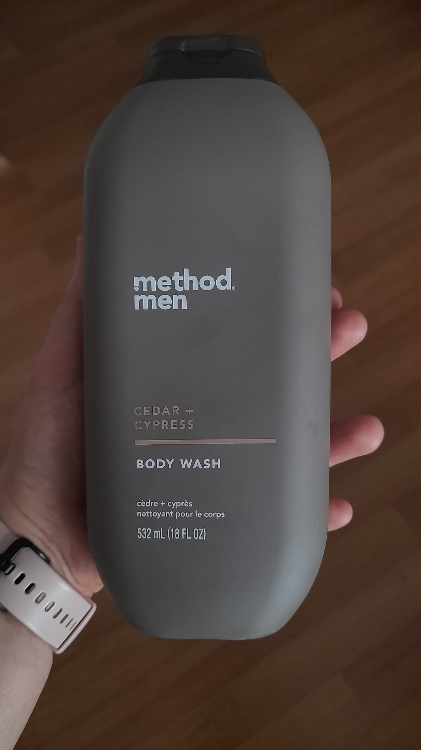 method.
men
CEDAR +
CYPRESS
BODY WASH
cèdre + cyprès
nettoyant pour le corps
532 mL (18 FL OZ)